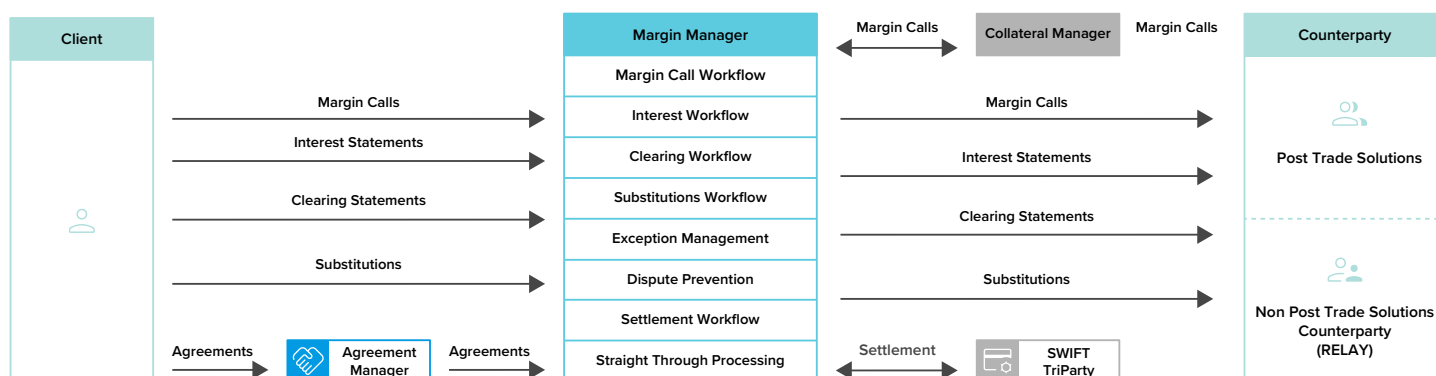 Client
Margin Calls
Interest Statements
Clearing Statements
Substitutions
Agreements
Agreement
Manager
Agreements
Margin Manager
Margin Call Workflow
Interest Workflow
Clearing Workflow
Substitutions Workflow
Exception Management
Dispute Prevention
Settlement Workflow
Straight Through Processing
Margin Calls
Collateral Manager
Margin Calls
Margin Calls
Interest Statements
Clearing Statements
Substitutions
Settlement
SWIFT
TriParty
Counterparty
Post Trade Solutions
Non Post Trade Solutions
Counterparty
(RELAY)